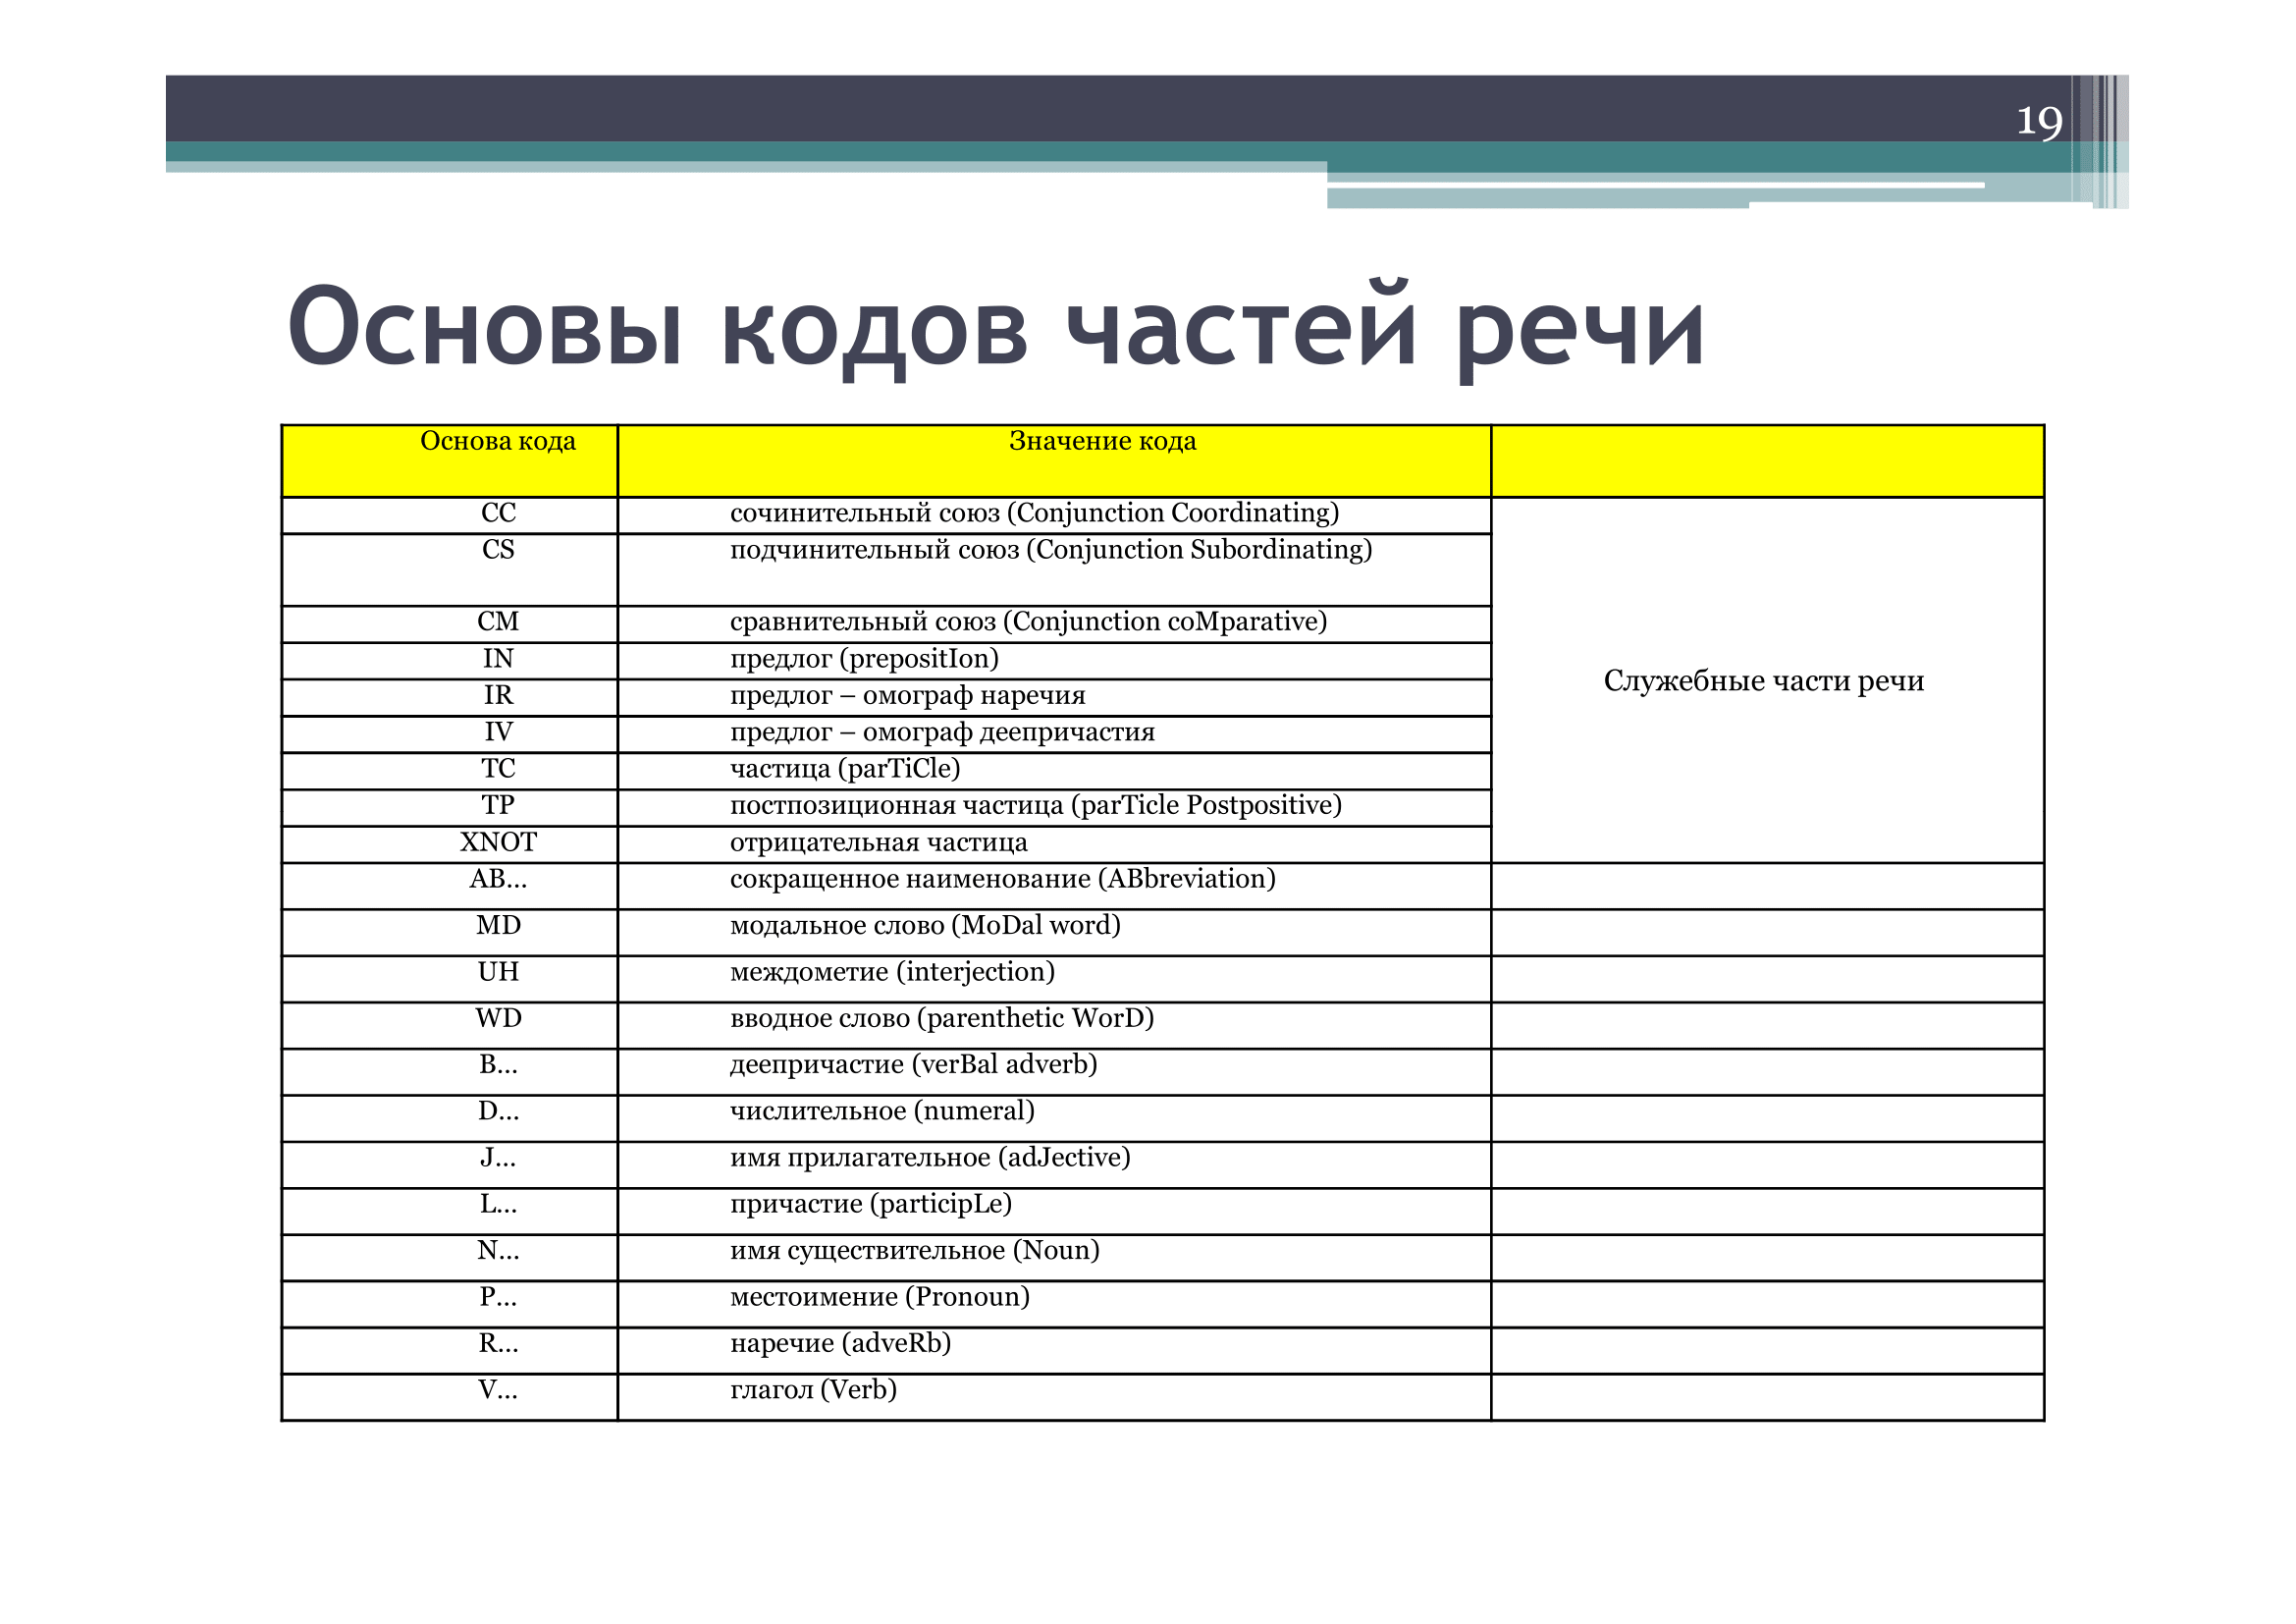 19
Основы кодов частей речи
Основа кода Значение кода
CC сочинительный союз (Conjunction Coordinating)
CS подчинительный союз (Conjunction Subordinating)
CM сравнительный союз (Conjunction coMparative)
IN предлог (prepositIon)
Служебные части речи
IR предлог – омограф наречия
IV предлог – омограф деепричастия
TC частица (parTiCle)
TP постпозиционная частица (parTicle Postpositive)
XNOT отрицательная частица
AB... сокращенное наименование (ABbreviation)
MD модальное слово (MoDal word)
UH междометие (interjection)
WD вводное слово (parenthetic WorD)
B... деепричастие (verBal adverb)
D... числительное (numeral)
J... имя прилагательное (adJective)
L... причастие (participLe)
N... имя существительное (Noun)
P... местоимение (Pronoun)
R... наречие (adveRb)
V... глагол (Verb)